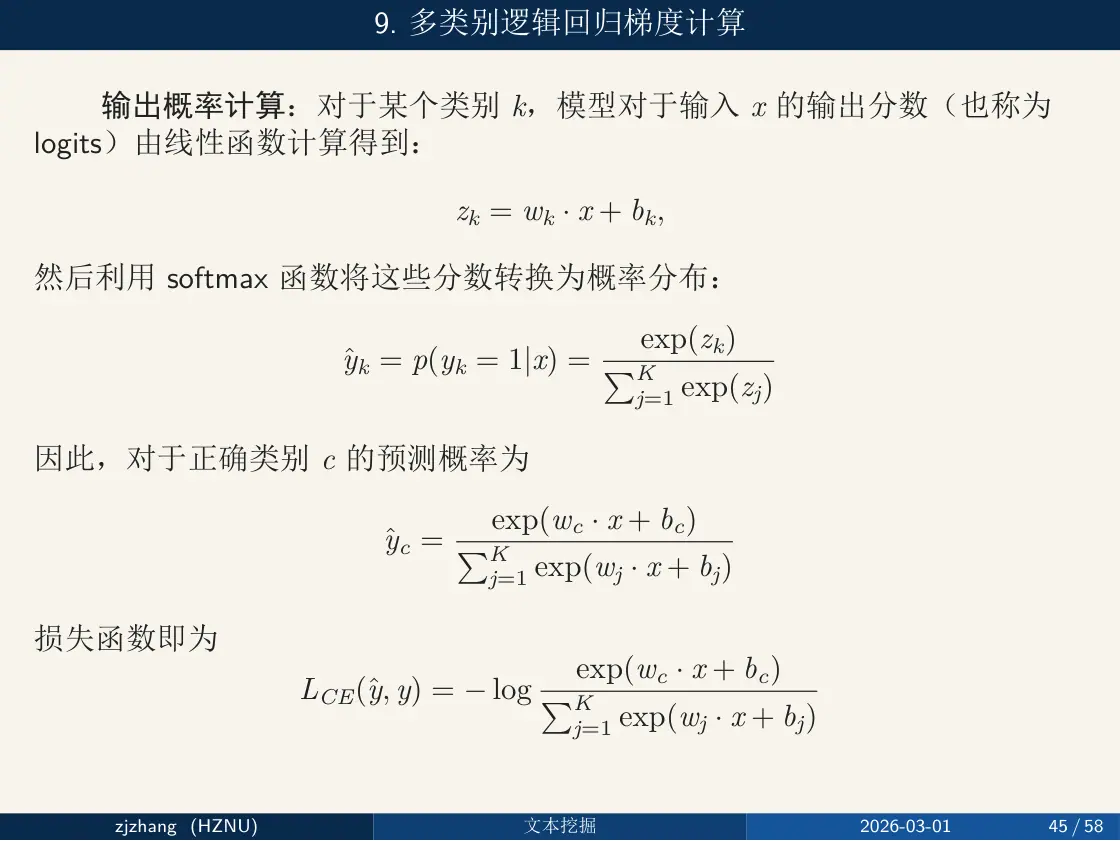 9. 多类别逻辑回归梯度计算
输出概率计算：对于某个类别 k，模型对于输入 x 的输出分数（也称为
logits）由线性函数计算得到：
z_k = w_k · x + b_k,
然后利用 softmax 函数将这些分数转换为概率分布：
ŷ_k = p(y_k = 1|x) = exp(z_k) / ∑_{j=1}^{K} exp(z_j)
因此，对于正确类别 c 的预测概率为
ŷ_c = exp(w_c · x + b_c) / ∑_{j=1}^{K} exp(w_j · x + b_j)
损失函数即为
L_{CE}(ŷ, y) = − log exp(w_c · x + b_c) / ∑_{j=1}^{K} exp(w_j · x + b_j)
zjzhang (HZNU) 文本挖掘 2026-03-01 45 / 58